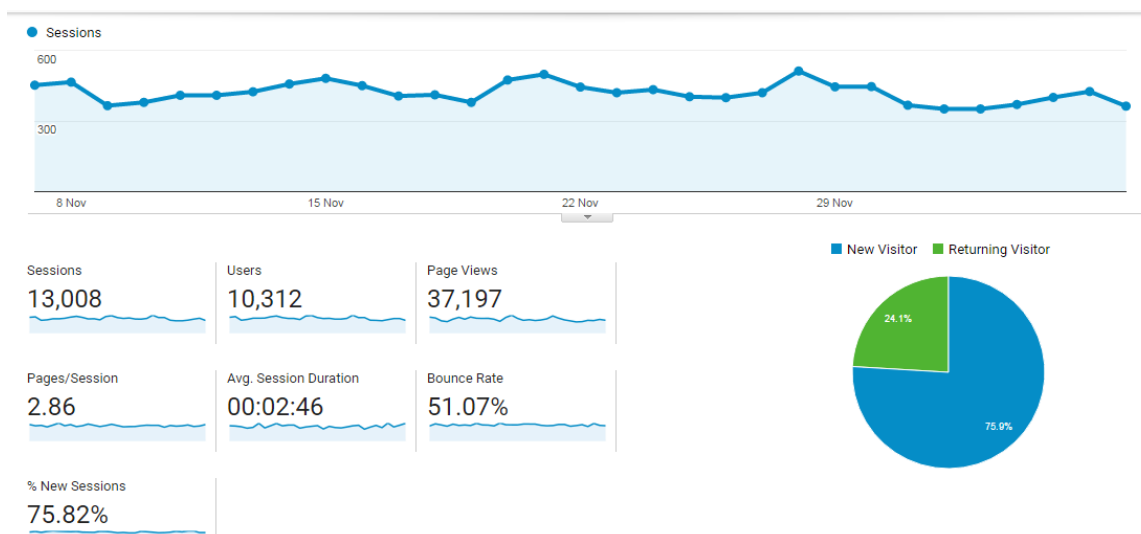 Sessions
600
300
8 Nov
15 Nov
22 Nov
29 Nov
New Visitor Returning Visitor
Sessions
13,008
Users
10,312
Page Views
37,197
24.1%
75.9%
Pages/Session
2.86
Avg. Session Duration
00:02:46
Bounce Rate
51.07%
% New Sessions
75.82%